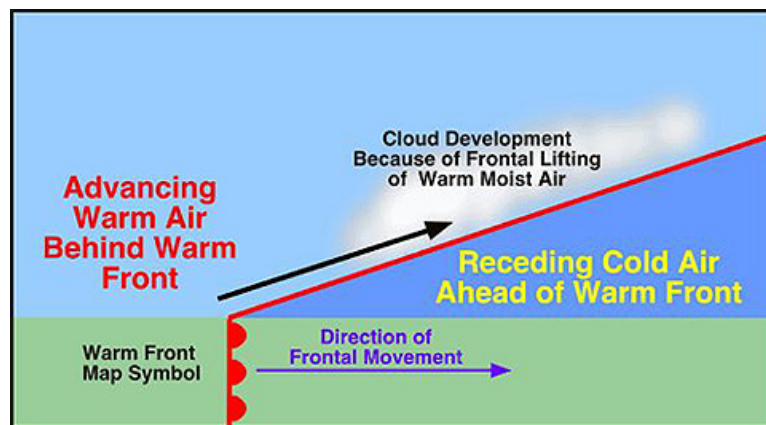 Cloud Development
Because of Frontal Lifting
of Warm Moist Air
Advancing
Warm Air
Behind Warm
Front
Receding Cold Air
Ahead of Warm Front
Warm Front
Map Symbol
Direction of
Frontal Movement